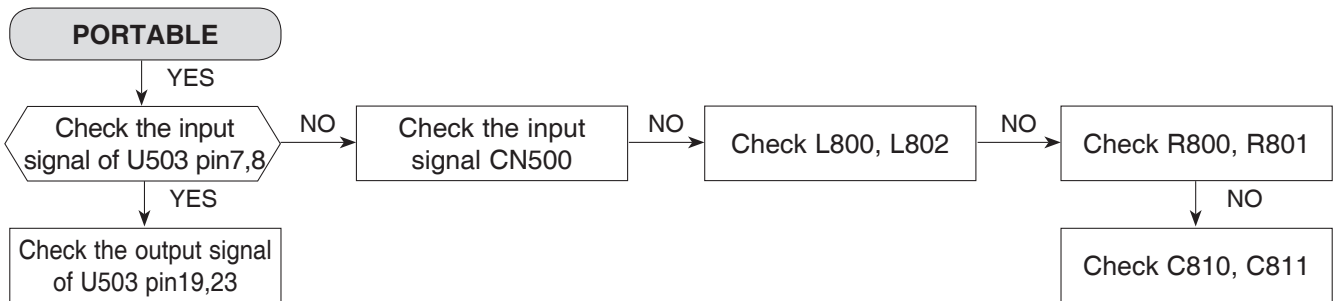 PORTABLE
YES
Check the input
signal of U503 pin7,8
NO
Check the input
signal CN500
NO
Check L800, L802
NO
Check R800, R801
YES
NO
Check the output signal
of U503 pin19,23
Check C810, C811